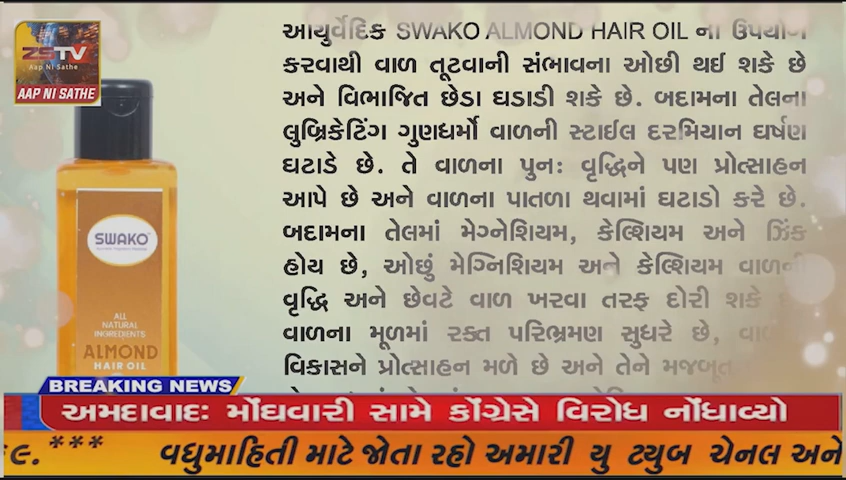 ZSTV
Aap Ni Sathe
AAP NI SATHE
આયુર્વેદિક SWAKO ALMOND HAIR OIL ના ઉપયોગ
કરવાથી વાળ તૂટવાની સંભાવના ઓછી થઈ શકે છે
અને વિભાજિત છેડા ઘડાડી શકે છે. બદામના તેલના
લુબ્રિકેટિંગ ગુણધર્મો વાળની સ્ટાઈલ દરમિયાન ઘર્ષણ
ઘટાડે છે. તે વાળના પુનઃ વૃદ્ધિને પણ પ્રોત્સાહન
આપે છે અને વાળના પાતળા થવામાં ઘટાડો કરે છે.
બદામના તેલમાં મેગ્નેશિયમ, કેલ્શિયમ અને ઝિંક
હોય છે, ઓછું મેગ્નિશિયમ અને કેલ્શિયમ વાળની
વૃદ્ધિ અને છેવટે વાળ ખરવા તરફ દોરી શકે
વાળના મૂળમાં રક્ત પરિભ્રમણ સુધરે છે,
વિકાસને પ્રોત્સાહન મળે છે અને તેને મજબૂત
SWAKO
ALL
NATURAL
INGREDIENTS
ALMOND
HAIR OIL
BREAKING NEWS
અમદાવાદઃ મોંઘવારી સામે કોંગ્રેસે વિરોધ નોંધાવ્યો
૯. *** વધુમાહિતી માટે જોતા રહો અમારી યુ ટ્યુબ ચેનલ અને